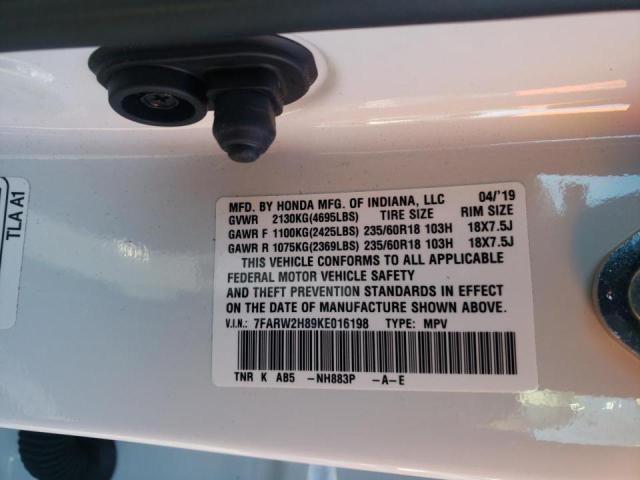 TLA A1
MFD. BY HONDA MFG. OF INDIANA, LLC 04/'19
GVWR 2130KG(4695LBS) TIRE SIZE RIM SIZE
GAWR F 1100KG(2425LBS) 235/60R18 103H 18X7.5J
GAWR R 1075KG(2369LBS) 235/60R18 103H 18X7.5J
THIS VEHICLE CONFORMS TO ALL APPLICABLE
FEDERAL MOTOR VEHICLE SAFETY
AND THEFT PREVENTION STANDARDS IN EFFECT
ON THE DATE OF MANUFACTURE SHOWN ABOVE.
V.I.N.: 7FARW2H89KE016198 TYPE: MPV
TNR K AB5 -NH883P -A-E